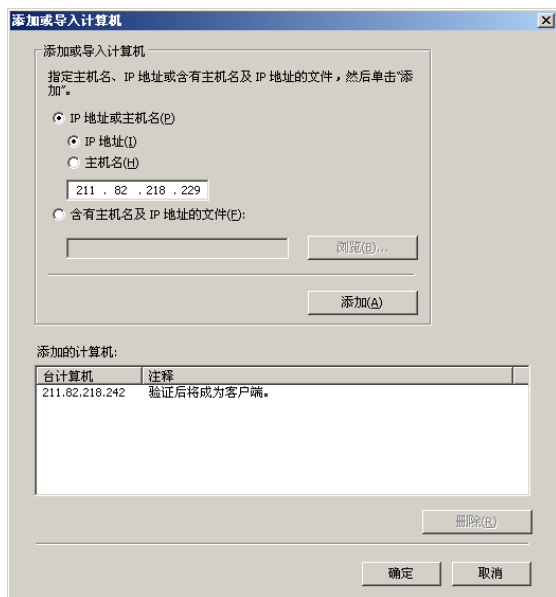 添加或导入计算机
添加或导入计算机
指定主机名、IP 地址或含有主机名及 IP 地址的文件，然后单击“添
加”。
IP 地址或主机名(P)
IP 地址(I)
主机名(H)
211 . 82 . 218 . 229
含有主机名及 IP 地址的文件(F):
浏览(B)...
添加(A)
添加的计算机:
台计算机 注释
211.82.218.242 验证后将成为客户端。
删除(R)
确定 取消